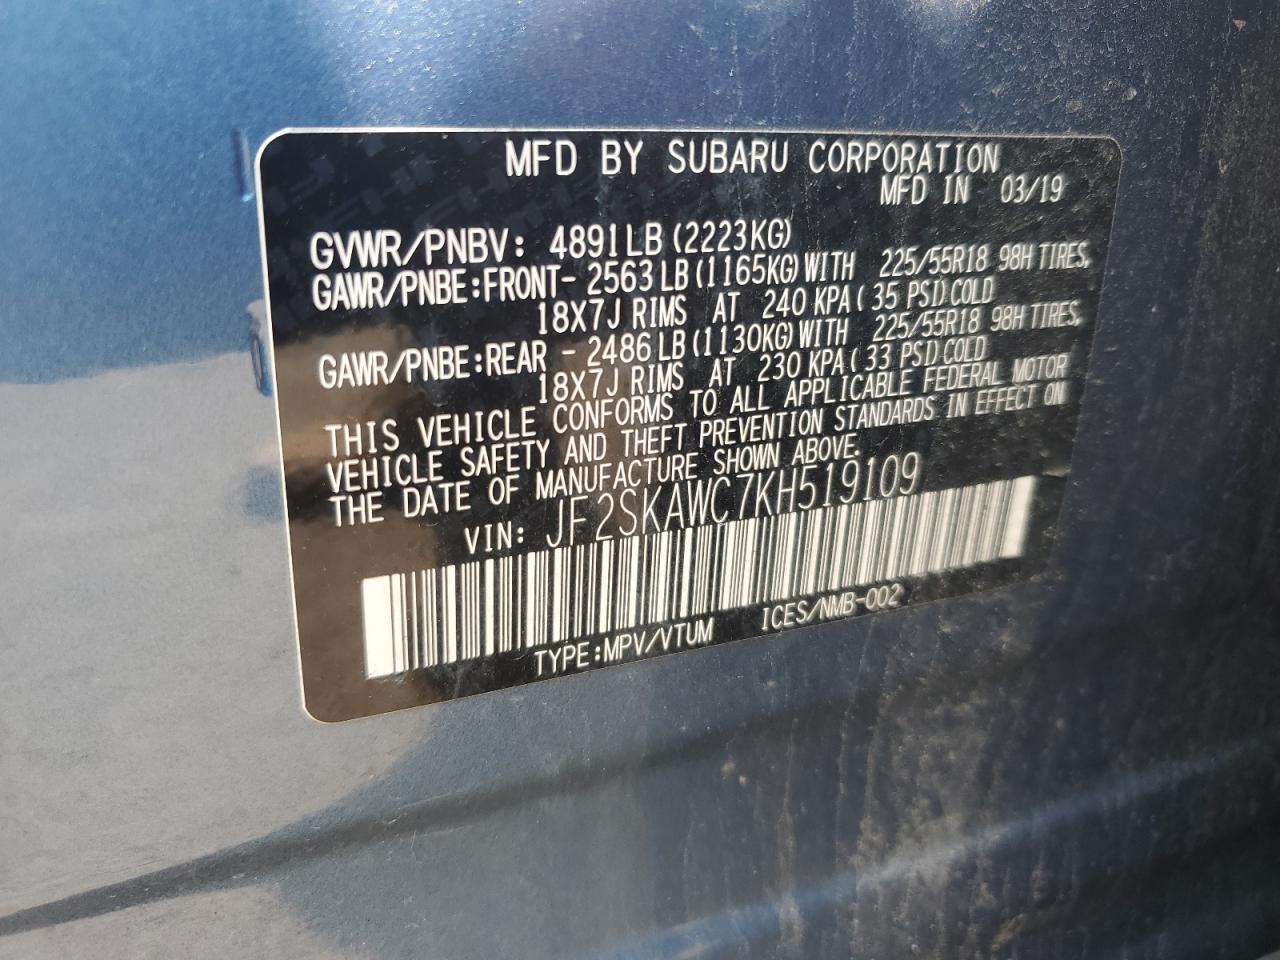 MFD BY SUBARU CORPORATION
MFD IN 03/19
GVWR/PNBV: 4891LB (2223KG)
GAWR/PNBE:FRONT- 2563 LB (1165KG) WITH 225/55R18 98H TIRES,
18X7J RIMS AT 240 KPA( 35 PSI) COLD
GAWR/PNBE:REAR - 2486 LB (1130KG) WITH 225/55R18 98H TIRES,
18X7J RIMS AT 230 KPA( 33 PSI) COLD
THIS VEHICLE CONFORMS TO ALL APPLICABLE FEDERAL MOTOR
VEHICLE SAFETY AND THEFT PREVENTION STANDARDS IN EFFECT ON
THE DATE OF MANUFACTURE SHOWN ABOVE.
VIN: JF2SKAWC7KH519109
TYPE:MPV/VTUM ICES/NMB-002